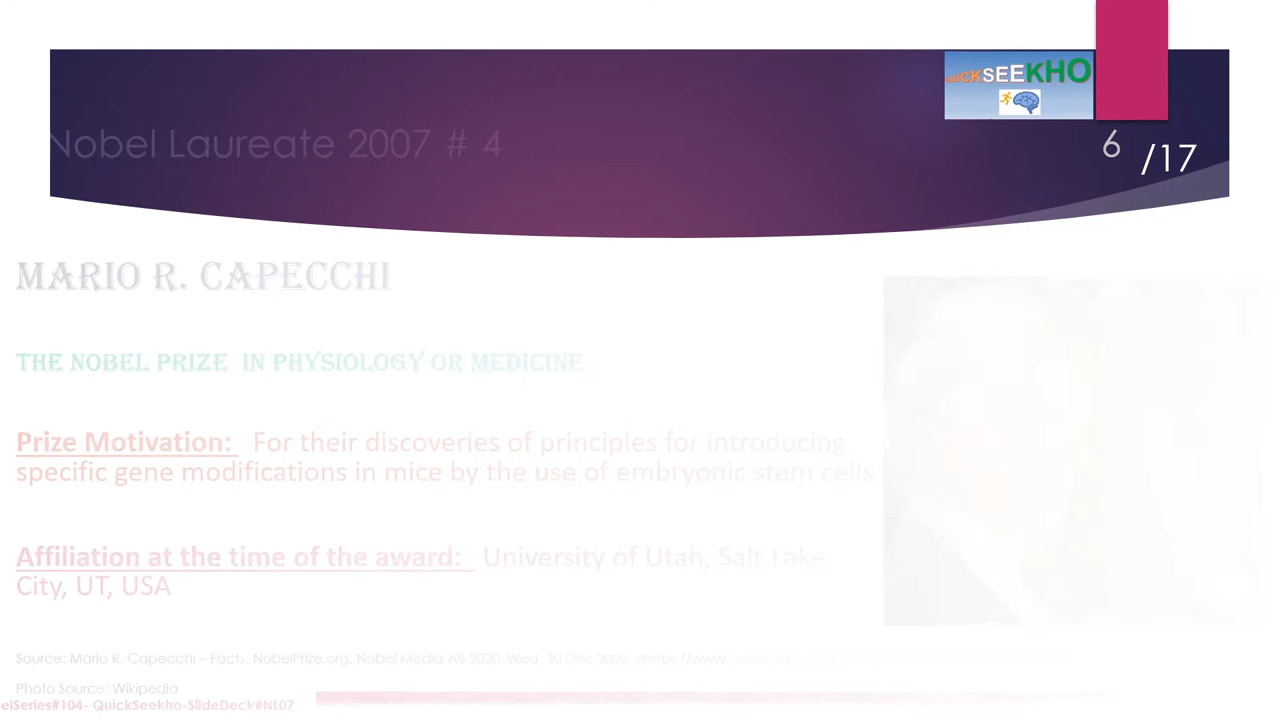 QUICKSEEKHO
Nobel Laureate 2007 # 4
6 /17
MARIO R. CAPECCHI
THE NOBEL PRIZE IN PHYSIOLOGY OR MEDICINE
Prize Motivation: For their discoveries of principles for introducing
specific gene modifications in mice by the use of embryonic stem cells
Affiliation at the time of the award: University of Utah, Salt Lake
City, UT, USA
Source: Mario R. Capecchi – Facts. NobelPrize.org. Nobel Media AB 2020. Wed. 30 Dec 2020. <https://www
Photo Source: Wikipedia
elSeries#104- QuickSeekho-SlideDeck#NL07